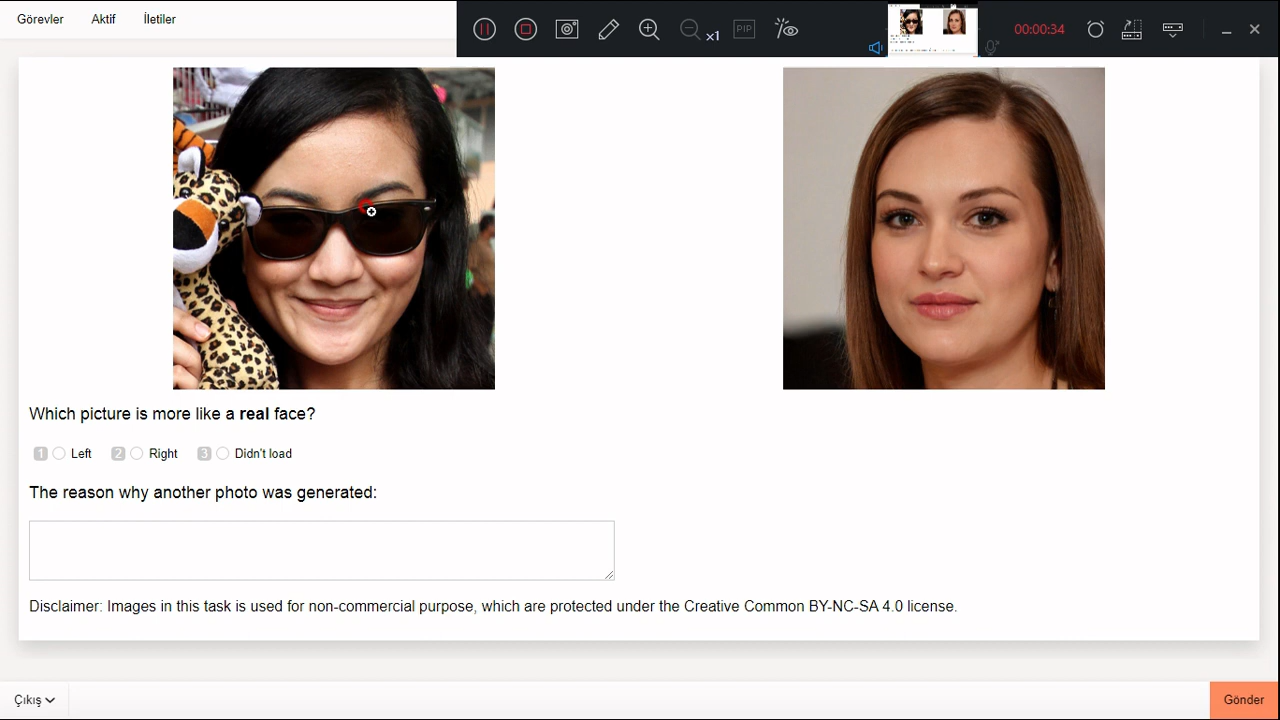 Görevler Aktif İletiler
x1 PIP 00:00:34
Which picture is more like a real face?
1 Left 2 Right 3 Didn't load
The reason why another photo was generated:
Disclaimer: Images in this task is used for non-commercial purpose, which are protected under the Creative Common BY-NC-SA 4.0 license.
Çıkış Gönder